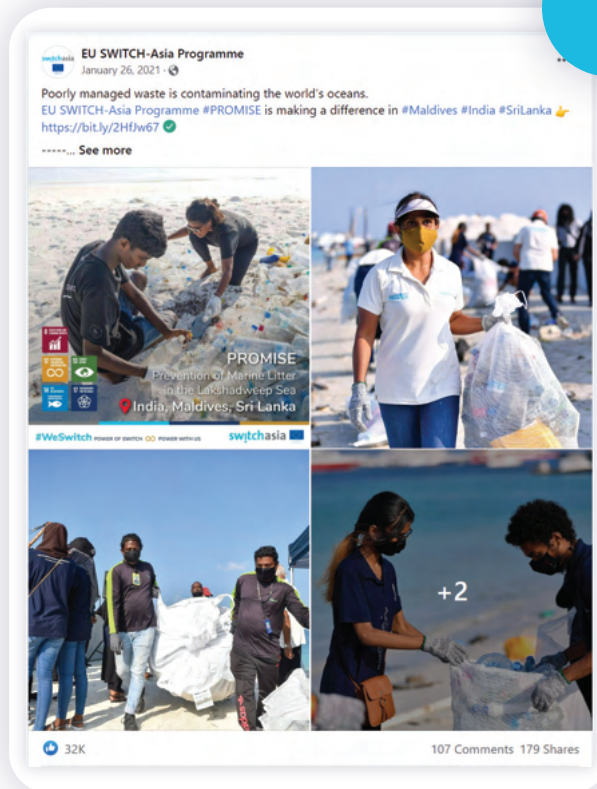 switchasia
EU SWITCH-Asia Programme
January 26, 2021 ·
Poorly managed waste is contaminating the world's oceans.
EU SWITCH-Asia Programme #PROMISE is making a difference in #Maldives #India #SriLanka 👉
https://bit.ly/2HfJw67 ✅
-----... See more
PROMISE
Prevention of Marine Litter
in the Lakshadweep Sea
India, Maldives, Sri Lanka
#WeSwitch POWER OF SWITCH POWER WITH US
switchasia
+2
32K
107 Comments 179 Shares